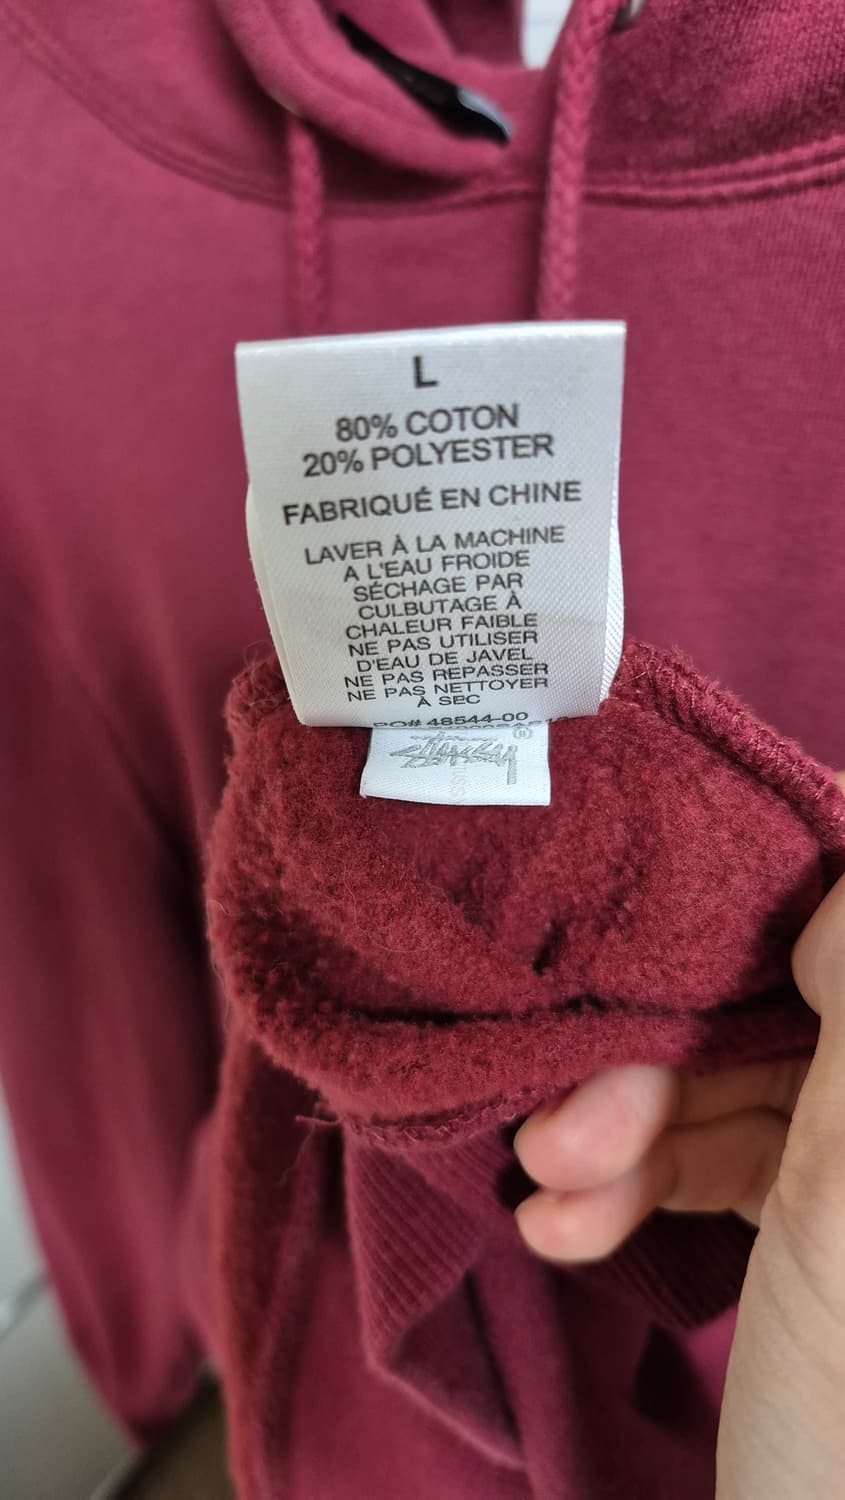 L
80% COTON
20% POLYESTER
FABRIQUÉ EN CHINE
LAVER À LA MACHINE
A L'EAU FROIDE
SÉCHAGE PAR
CULBUTAGE À
CHALEUR FAIBLE
NE PAS UTILISER
D'EAU DE JAVEL
NE PAS REPASSER
NE PAS NETTOYER
À SEC
PO# 48544-00
Stüssy ®